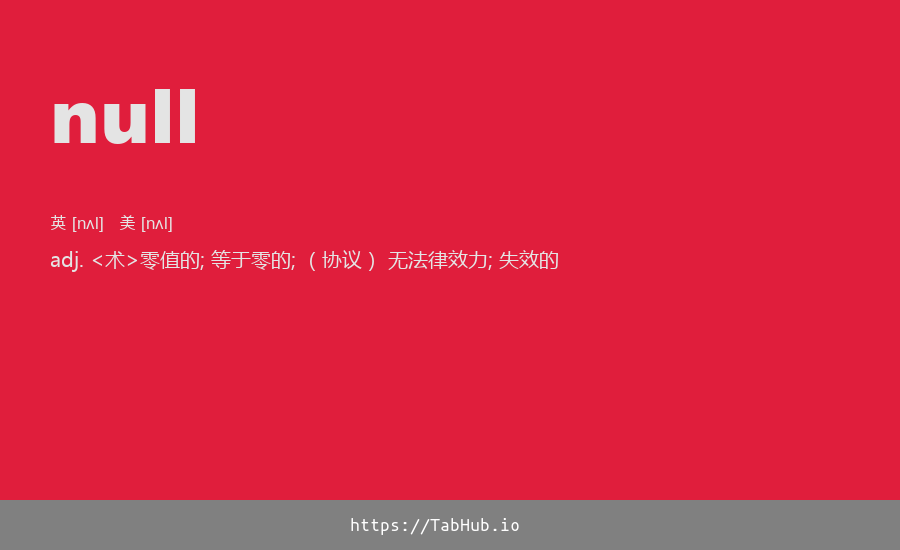 null
英 [nʌl] 美 [nʌl]
adj. <术>零值的; 等于零的; （协议） 无法律效力; 失效的
https://TabHub.io